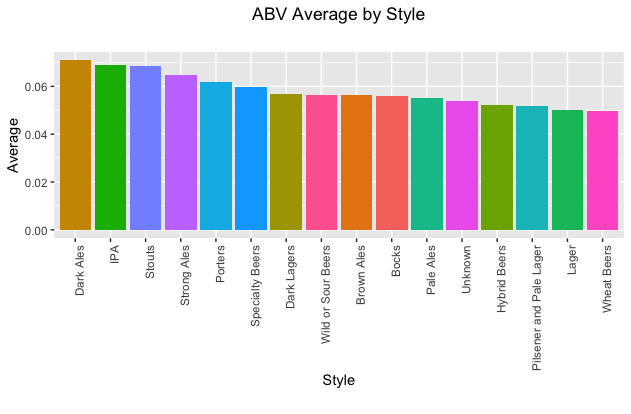 ABV Average by Style
Average
0.06
0.04
0.02
0.00
Dark Ales
IPA
Stouts
Strong Ales
Porters
Specialty Beers
Dark Lagers
Wild or Sour Beers
Brown Ales
Bocks
Pale Ales
Unknown
Hybrid Beers
Pilsener and Pale Lager
Lager
Wheat Beers
Style